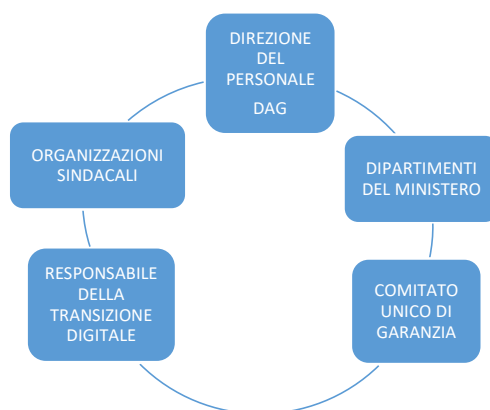 DIREZIONE
DEL
PERSONALE
DAG
ORGANIZZAZIONI
SINDACALI
DIPARTIMENTI
DEL MINISTERO
RESPONSABILE
DELLA
TRANSIZIONE
DIGITALE
COMITATO
UNICO DI
GARANZIA